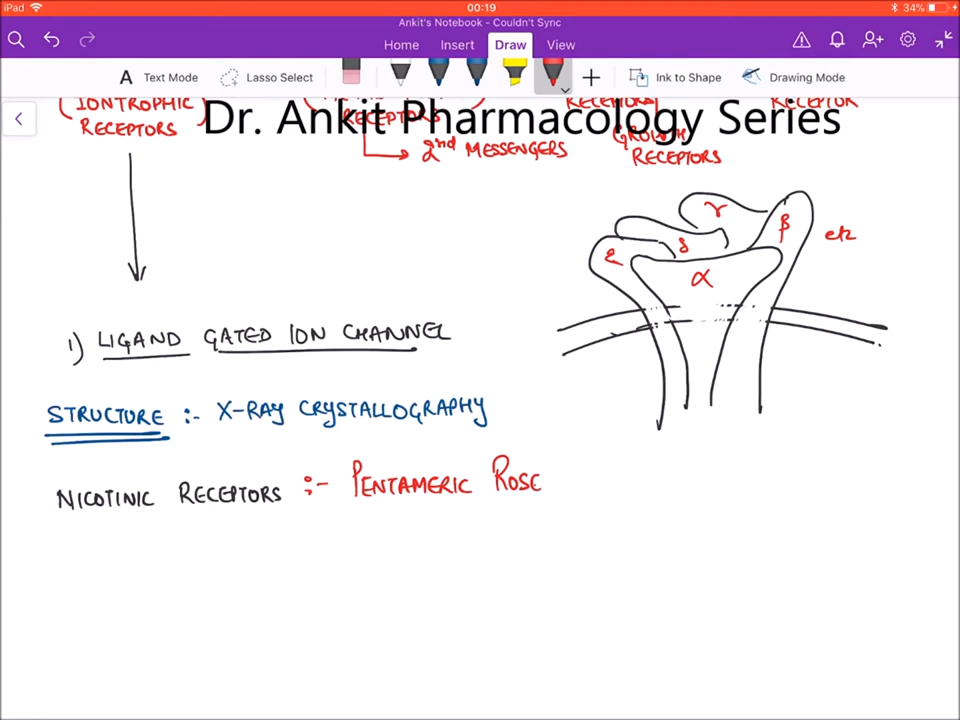 iPad 00:19 34%
Ankit's Notebook - Couldn't Sync
Home Insert Draw View
A Text Mode Lasso Select Ink to Shape Drawing Mode
(IONTROPHIC RECEPTORS RECEPTORS) RECEPTOR
RECEPTORS
Dr. Ankit Pharmacology Series
GROWTH
2nd MESSENGERS RECEPTORS
γ
β etc
ε δ
α
1) LIGAND GATED ION CHANNEL
STRUCTURE :- X-RAY CRYSTALLOGRAPHY
NICOTINIC RECEPTORS :- PENTAMERIC ROSE